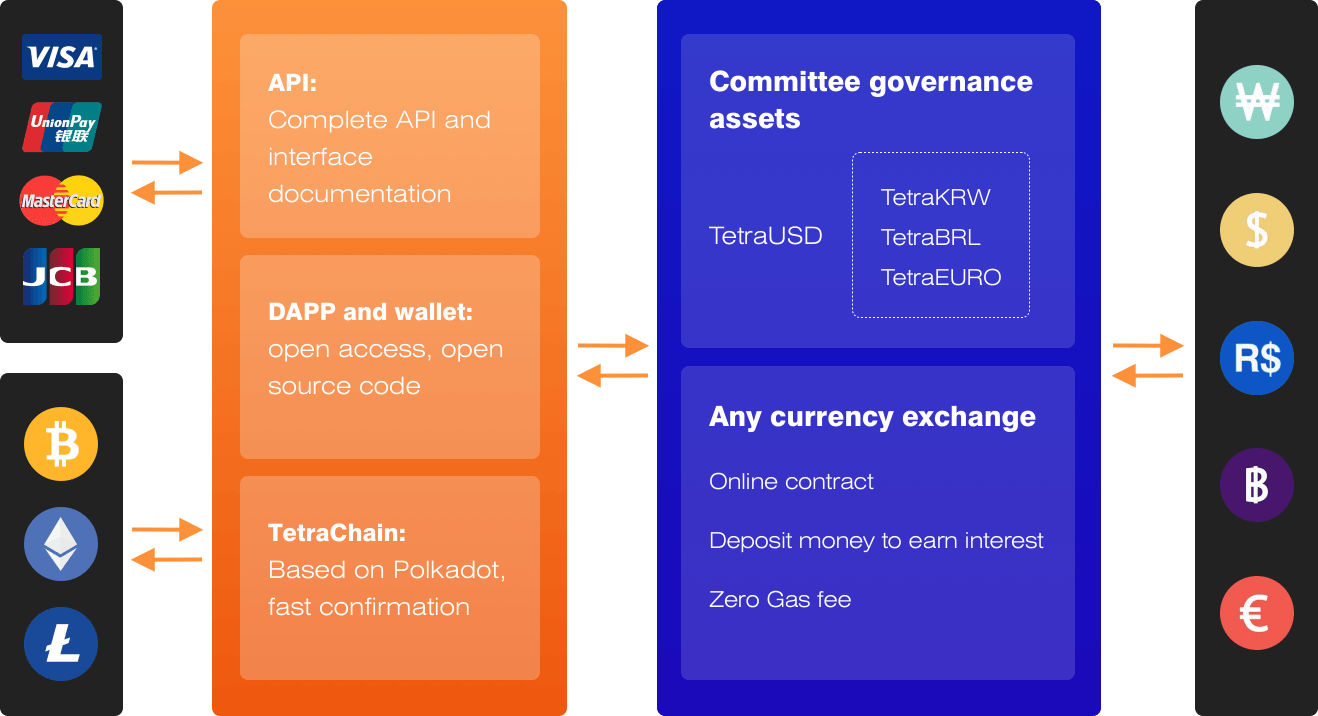 VISA
UnionPay
银联
MasterCard
JCB
API:
Complete API and
interface
documentation
DAPP and wallet:
open access, open
source code
TetraChain:
Based on Polkadot,
fast confirmation
Committee governance
assets
TetraUSD
TetraKRW
TetraBRL
TetraEURO
Any currency exchange
Online contract
Deposit money to earn interest
Zero Gas fee
₩
$
R$
฿
€